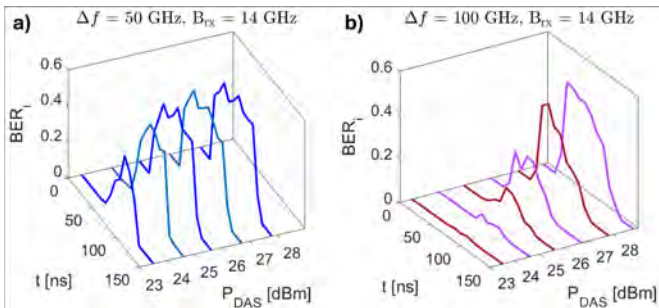 a) Δf = 50 GHz, B_rx = 14 GHz
BER_i
0.6
0.4
0.2
0
0
50
100
150
t [ns]
23 24 25 26 27 28
P_DAS [dBm]
b) Δf = 100 GHz, B_rx = 14 GHz
BER_i
0.6
0.4
0.2
0
0
50
100
150
t [ns]
23 24 25 26 27 28
P_DAS [dBm]